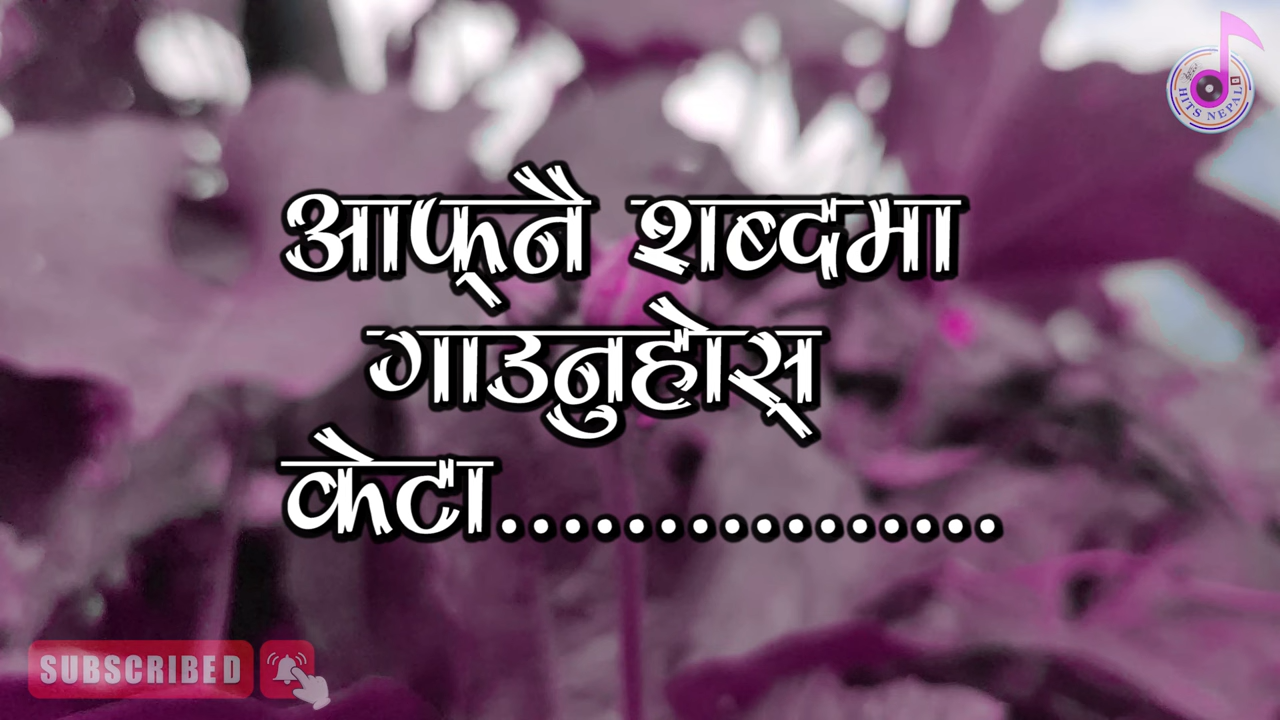 HITS NEPAL
आफ्नै शब्दमा
गाउनुहोस्
केटा................
SUBSCRIBED